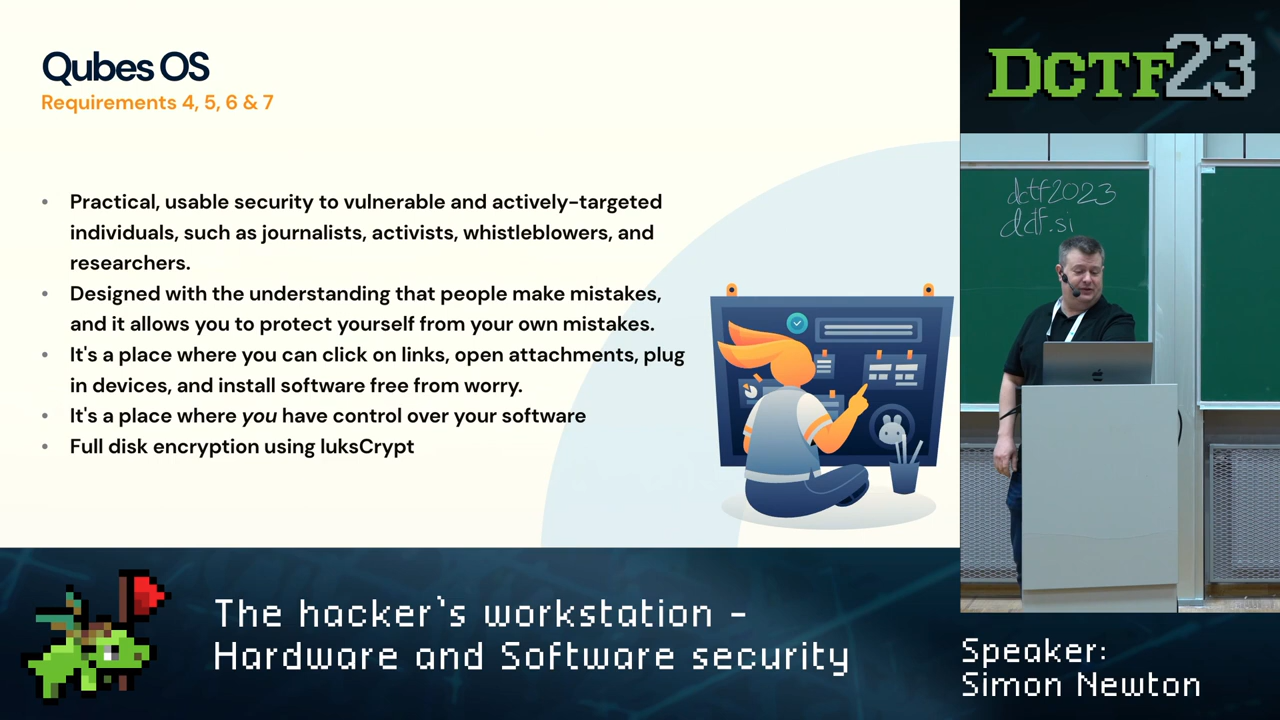 Qubes OS
Requirements 4, 5, 6 & 7
• Practical, usable security to vulnerable and actively-targeted
individuals, such as journalists, activists, whistleblowers, and
researchers.
• Designed with the understanding that people make mistakes,
and it allows you to protect yourself from your own mistakes.
• It's a place where you can click on links, open attachments, plug
in devices, and install software free from worry.
• It's a place where you have control over your software
• Full disk encryption using luksCrypt
DCTF23
dctf2023
dctf.si
The hacker`s workstation -
Hardware and Software security
Speaker:
Simon Newton